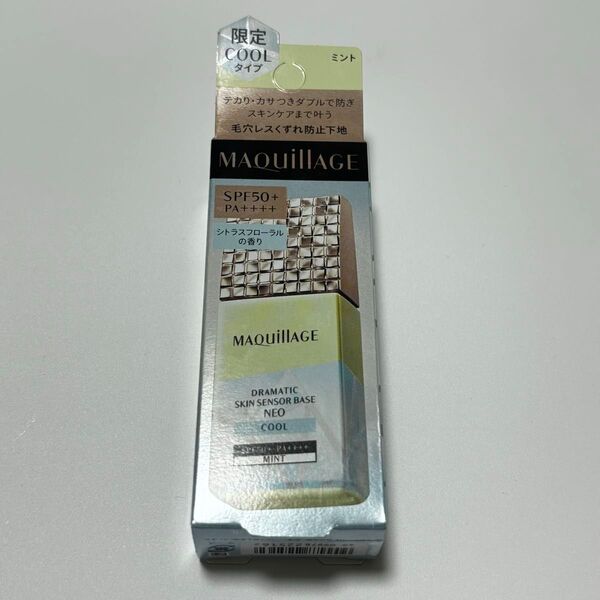 限定
COOL
タイプ
ミント
テカリ・カサつきダブルで防ぎ
スキンケアまで叶う
毛穴レスくずれ防止下地
MAQuillAGE
SPF50+
PA++++
シトラスフローラル
の香り
MAQuillAGE
DRAMATIC
SKIN SENSOR BASE
NEO
COOL
SPF50+・PA++++
MINT